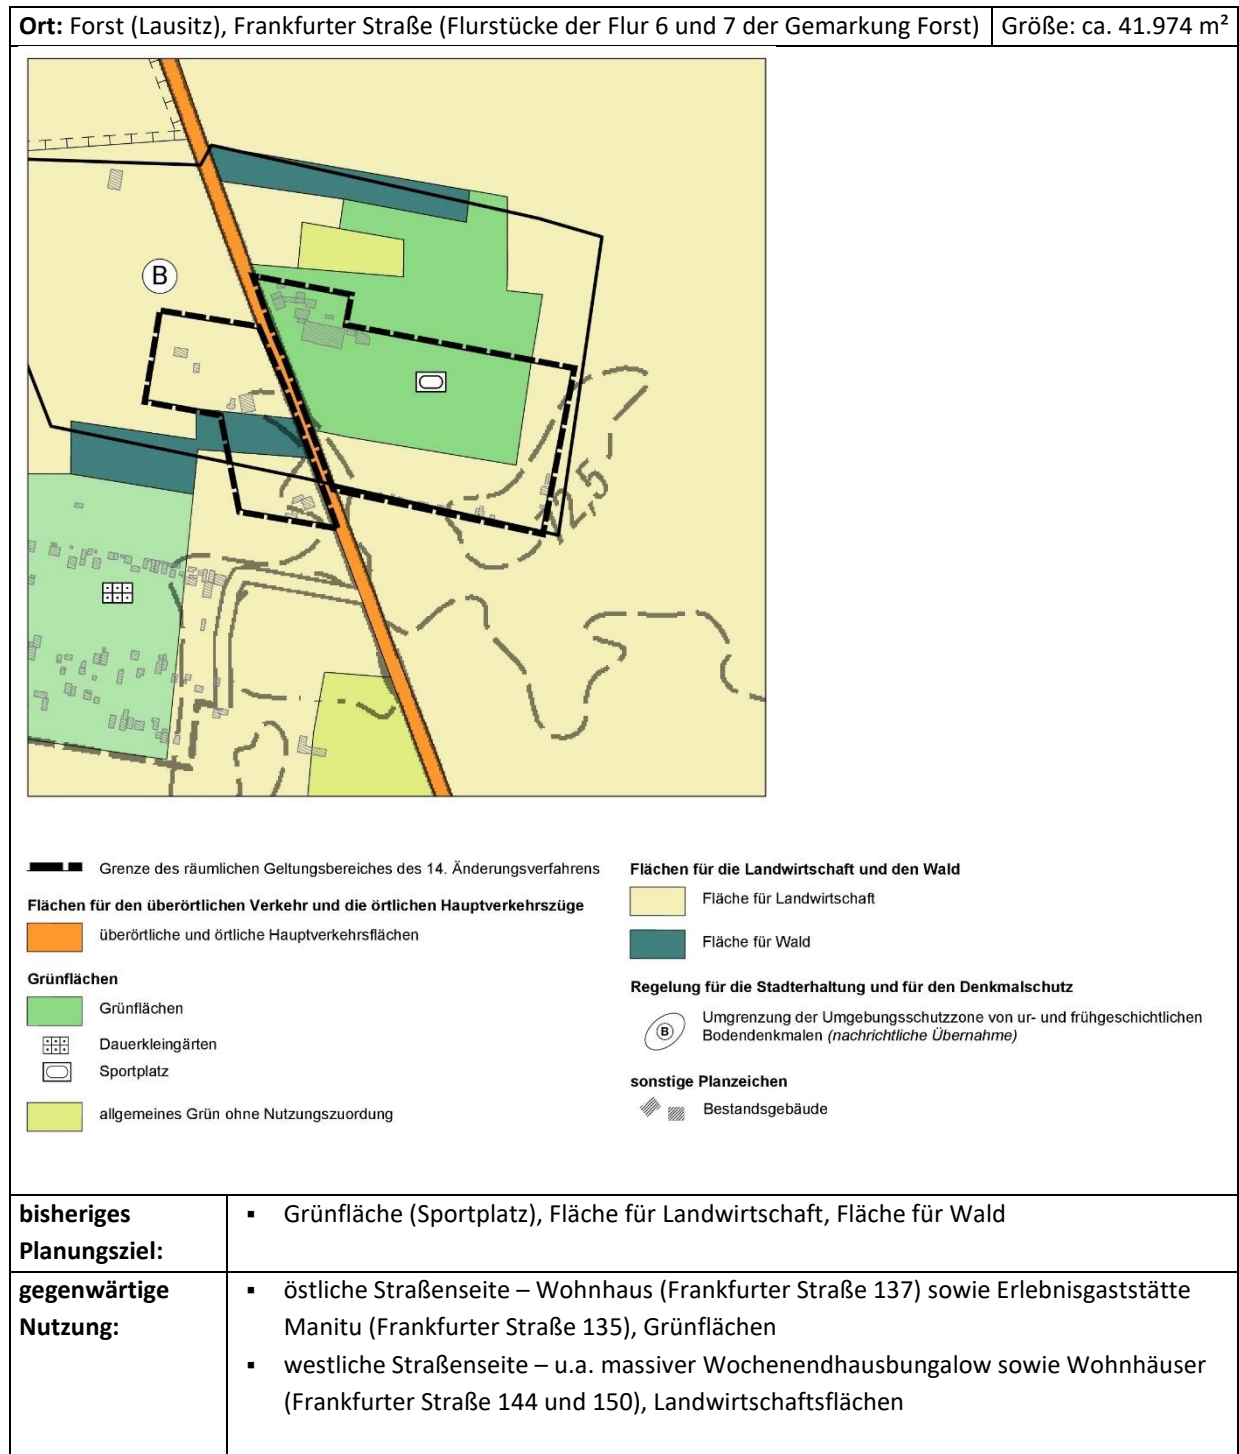 Ort: Forst (Lausitz), Frankfurter Straße (Flurstücke der Flur 6 und 7 der Gemarkung Forst) Größe: ca. 41.974 m²
B
72,5
Grenze des räumlichen Geltungsbereiches des 14. Änderungsverfahrens
Flächen für den überörtlichen Verkehr und die örtlichen Hauptverkehrszüge
überörtliche und örtliche Hauptverkehrsflächen
Grünflächen
Grünflächen
Dauerkleingärten
Sportplatz
allgemeines Grün ohne Nutzungszuordung
Flächen für die Landwirtschaft und den Wald
Fläche für Landwirtschaft
Fläche für Wald
Regelung für die Stadterhaltung und für den Denkmalschutz
B
Umgrenzung der Umgebungsschutzzone von ur- und frühgeschichtlichen
Bodendenkmalen (nachrichtliche Übernahme)
sonstige Planzeichen
Bestandsgebäude
bisheriges
Planungsziel:
▪ Grünfläche (Sportplatz), Fläche für Landwirtschaft, Fläche für Wald
gegenwärtige
Nutzung:
▪ östliche Straßenseite – Wohnhaus (Frankfurter Straße 137) sowie Erlebnisgaststätte
Manitu (Frankfurter Straße 135), Grünflächen
▪ westliche Straßenseite – u.a. massiver Wochenendhausbungalow sowie Wohnhäuser
(Frankfurter Straße 144 und 150), Landwirtschaftsflächen